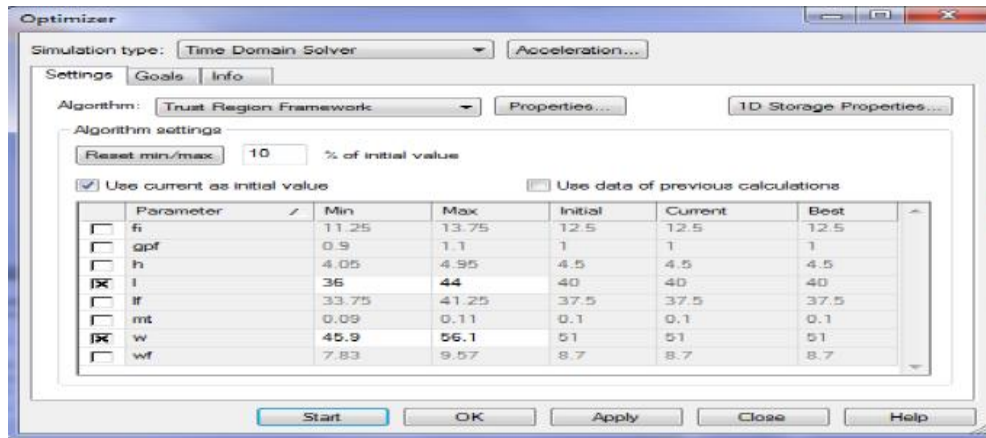 Optimizer
Simulation type: Time Domain Solver Acceleration...
Settings Goals Info
Algorithm: Trust Region Framework Properties... 1D Storage Properties...
Algorithm settings
Reset min/max 10 % of initial value
Use current as initial value Use data of previous calculations
Parameter Min Max Initial Current Best
fi 11.25 13.75 12.5 12.5 12.5
gpf 0.9 1.1 1 1 1
h 4.05 4.95 4.5 4.5 4.5
l 36 44 40 40 40
lf 33.75 41.25 37.5 37.5 37.5
mt 0.09 0.11 0.1 0.1 0.1
w 45.9 56.1 51 51 51
wf 7.83 9.57 8.7 8.7 8.7
Start OK Apply Close Help